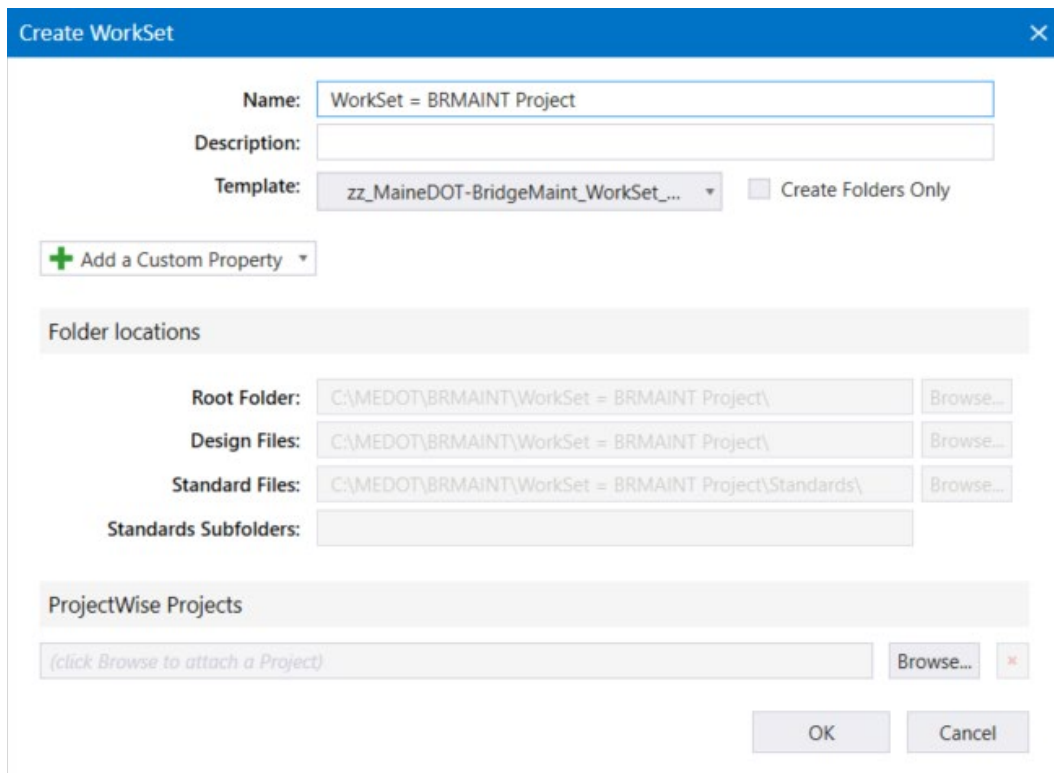 Create WorkSet
Name: WorkSet = BRMAINT Project
Description:
Template: zz_MaineDOT-BridgeMaint_WorkSet_... Create Folders Only
Add a Custom Property
Folder locations
Root Folder: C:\MEDOT\BRMAINT\WorkSet = BRMAINT Project\ Browse...
Design Files: C:\MEDOT\BRMAINT\WorkSet = BRMAINT Project\ Browse...
Standard Files: C:\MEDOT\BRMAINT\WorkSet = BRMAINT Project\Standards\ Browse...
Standards Subfolders:
ProjectWise Projects
(click Browse to attach a Project) Browse...
OK Cancel